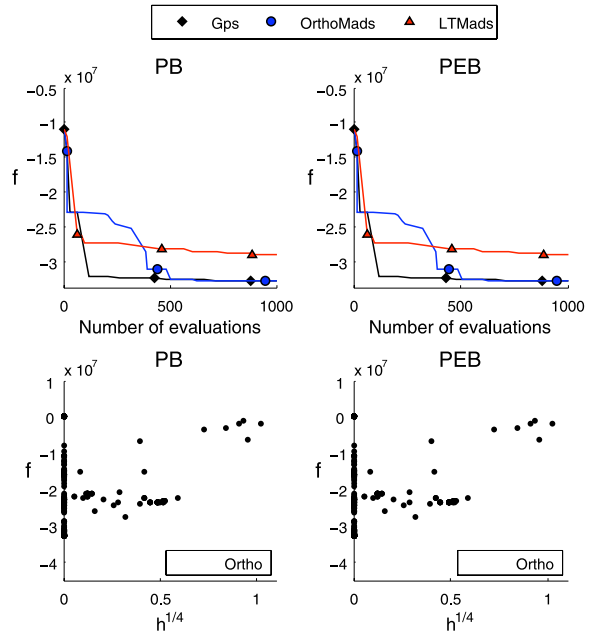 Gps OrthoMads LTMads
x 10^7 PB
−0.5
−1
−1.5
−2
−2.5
−3
f
0 500 1000
Number of evaluations
x 10^7 PEB
−0.5
−1
−1.5
−2
−2.5
−3
f
0 500 1000
Number of evaluations
x 10^7 PB
1
0
−1
−2
−3
−4
f
Ortho
0 0.5 1
h^1/4
x 10^7 PEB
1
0
−1
−2
−3
−4
f
Ortho
0 0.5 1
h^1/4